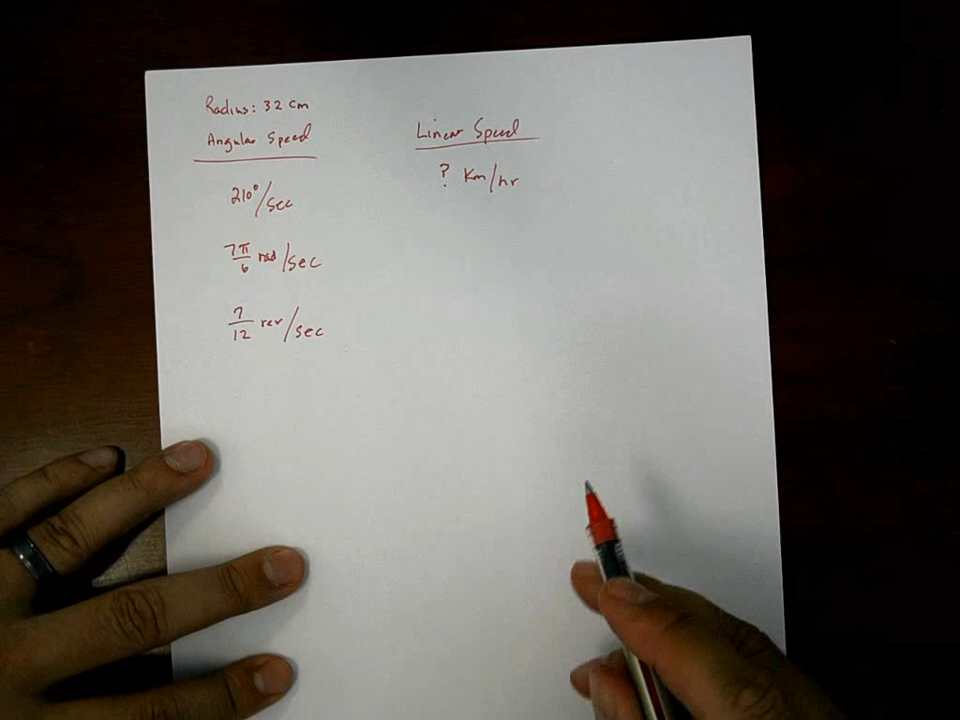 Radius: 32 cm
Angular Speed
210°/sec
7π/6 rad/sec
7/12 rev/sec
Linear Speed
? Km/hr